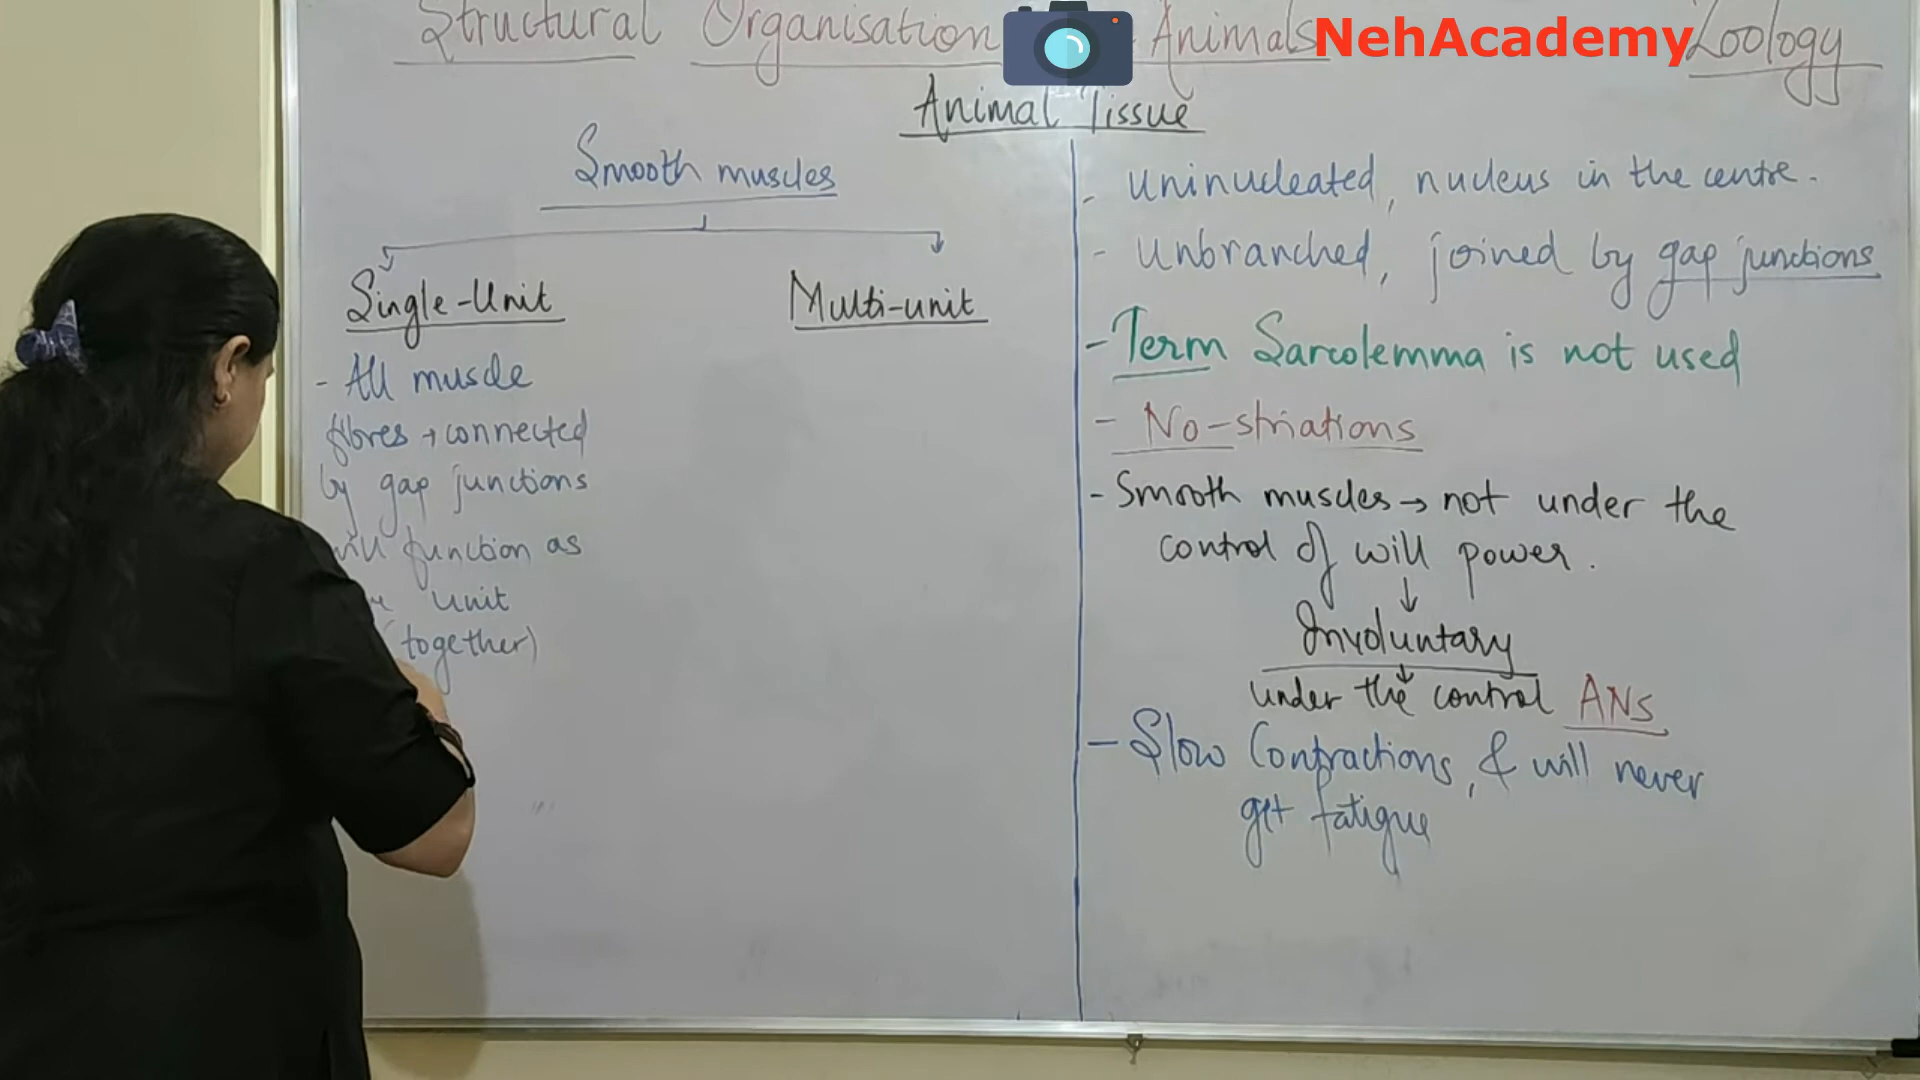 Structural Organisation Animals NehAcademy Zoology
Animal Tissue
Smooth muscles
Single-Unit Multi-unit
- All muscle
fibres → connected
by gap junctions
function as
unit
(together)
- Uninucleated, nucleus in the centre.
- Unbranched, joined by gap junctions
- Term Sarcolemma is not used
- No-striations
- Smooth muscles → not under the
control of will power.
↓
Involuntary
↓
under the control ANS
- Slow Contractions, & will never
get fatigue